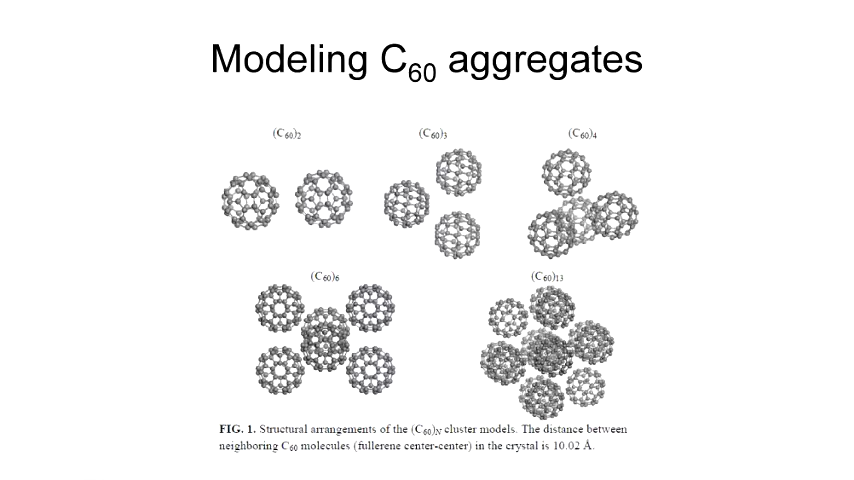 Modeling C60 aggregates
(C60)2 (C60)3 (C60)4
(C60)6 (C60)13
FIG. 1. Structural arrangements of the (C60)N cluster models. The distance between
neighboring C60 molecules (fullerene center-center) in the crystal is 10.02 Å.